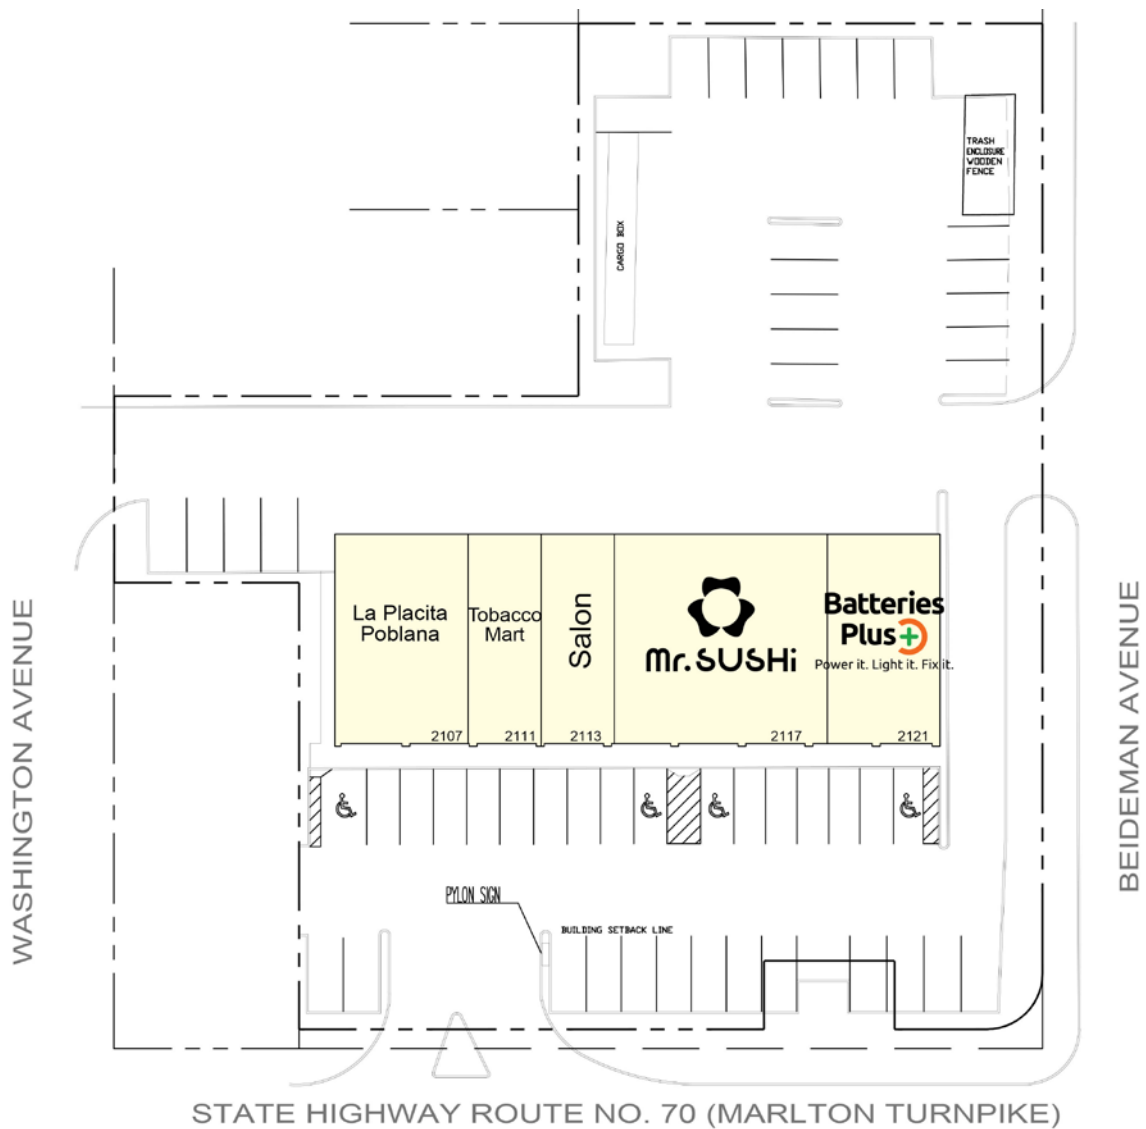 TRASH
ENCLOSURE
WOODEN
FENCE
CARGO BOX
La Placita
Poblana
2107
Tobacco
Mart
2111
Salon
2113
Mr.SUSHi
2117
Batteries
Plus+
Power it. Light it. Fix it.
2121
WASHINGTON AVENUE
BEIDEMAN AVENUE
PYLON SIGN
BUILDING SETBACK LINE
STATE HIGHWAY ROUTE NO. 70 (MARLTON TURNPIKE)